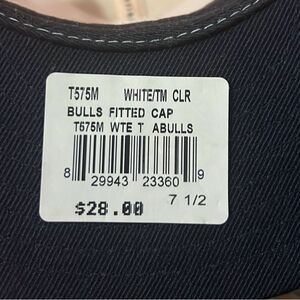 T575M WHITE/TM CLR
BULLS FITTED CAP
T575M WTE T ABULLS
8 29943 23360 9
$28.00 7 1/2